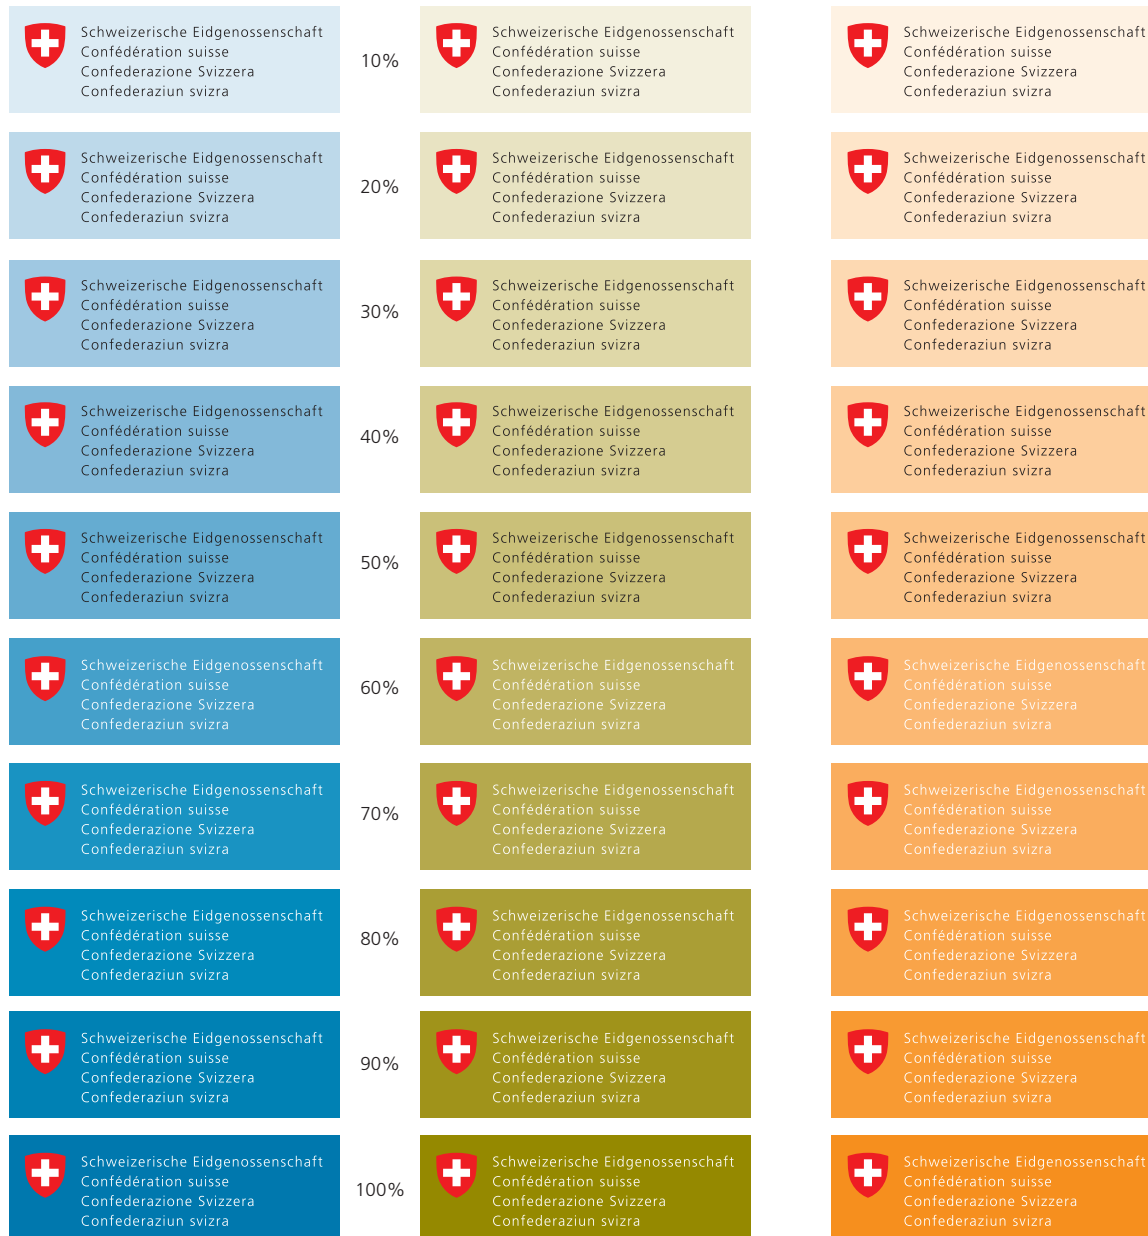 Schweizerische Eidgenossenschaft
Confédération suisse
Confederazione Svizzera
Confederaziun svizra
10%
Schweizerische Eidgenossenschaft
Confédération suisse
Confederazione Svizzera
Confederaziun svizra
Schweizerische Eidgenossenschaft
Confédération suisse
Confederazione Svizzera
Confederaziun svizra
Schweizerische Eidgenossenschaft
Confédération suisse
Confederazione Svizzera
Confederaziun svizra
20%
Schweizerische Eidgenossenschaft
Confédération suisse
Confederazione Svizzera
Confederaziun svizra
Schweizerische Eidgenossenschaft
Confédération suisse
Confederazione Svizzera
Confederaziun svizra
Schweizerische Eidgenossenschaft
Confédération suisse
Confederazione Svizzera
Confederaziun svizra
30%
Schweizerische Eidgenossenschaft
Confédération suisse
Confederazione Svizzera
Confederaziun svizra
Schweizerische Eidgenossenschaft
Confédération suisse
Confederazione Svizzera
Confederaziun svizra
Schweizerische Eidgenossenschaft
Confédération suisse
Confederazione Svizzera
Confederaziun svizra
40%
Schweizerische Eidgenossenschaft
Confédération suisse
Confederazione Svizzera
Confederaziun svizra
Schweizerische Eidgenossenschaft
Confédération suisse
Confederazione Svizzera
Confederaziun svizra
Schweizerische Eidgenossenschaft
Confédération suisse
Confederazione Svizzera
Confederaziun svizra
50%
Schweizerische Eidgenossenschaft
Confédération suisse
Confederazione Svizzera
Confederaziun svizra
Schweizerische Eidgenossenschaft
Confédération suisse
Confederazione Svizzera
Confederaziun svizra
Schweizerische Eidgenossenschaft
Confédération suisse
Confederazione Svizzera
Confederaziun svizra
60%
Schweizerische Eidgenossenschaft
Confédération suisse
Confederazione Svizzera
Confederaziun svizra
Schweizerische Eidgenossenschaft
Confédération suisse
Confederazione Svizzera
Confederaziun svizra
Schweizerische Eidgenossenschaft
Confédération suisse
Confederazione Svizzera
Confederaziun svizra
70%
Schweizerische Eidgenossenschaft
Confédération suisse
Confederazione Svizzera
Confederaziun svizra
Schweizerische Eidgenossenschaft
Confédération suisse
Confederazione Svizzera
Confederaziun svizra
Schweizerische Eidgenossenschaft
Confédération suisse
Confederazione Svizzera
Confederaziun svizra
80%
Schweizerische Eidgenossenschaft
Confédération suisse
Confederazione Svizzera
Confederaziun svizra
Schweizerische Eidgenossenschaft
Confédération suisse
Confederazione Svizzera
Confederaziun svizra
Schweizerische Eidgenossenschaft
Confédération suisse
Confederazione Svizzera
Confederaziun svizra
90%
Schweizerische Eidgenossenschaft
Confédération suisse
Confederazione Svizzera
Confederaziun svizra
Schweizerische Eidgenossenschaft
Confédération suisse
Confederazione Svizzera
Confederaziun svizra
Schweizerische Eidgenossenschaft
Confédération suisse
Confederazione Svizzera
Confederaziun svizra
100%
Schweizerische Eidgenossenschaft
Confédération suisse
Confederazione Svizzera
Confederaziun svizra
Schweizerische Eidgenossenschaft
Confédération suisse
Confederazione Svizzera
Confederaziun svizra